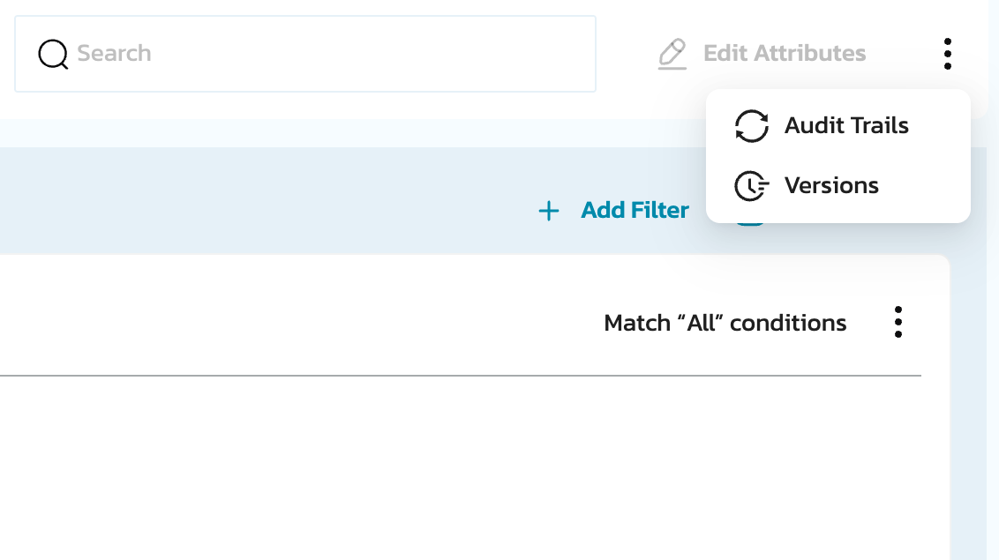 Search
Edit Attributes
Audit Trails
Versions
Add Filter
Match “All” conditions